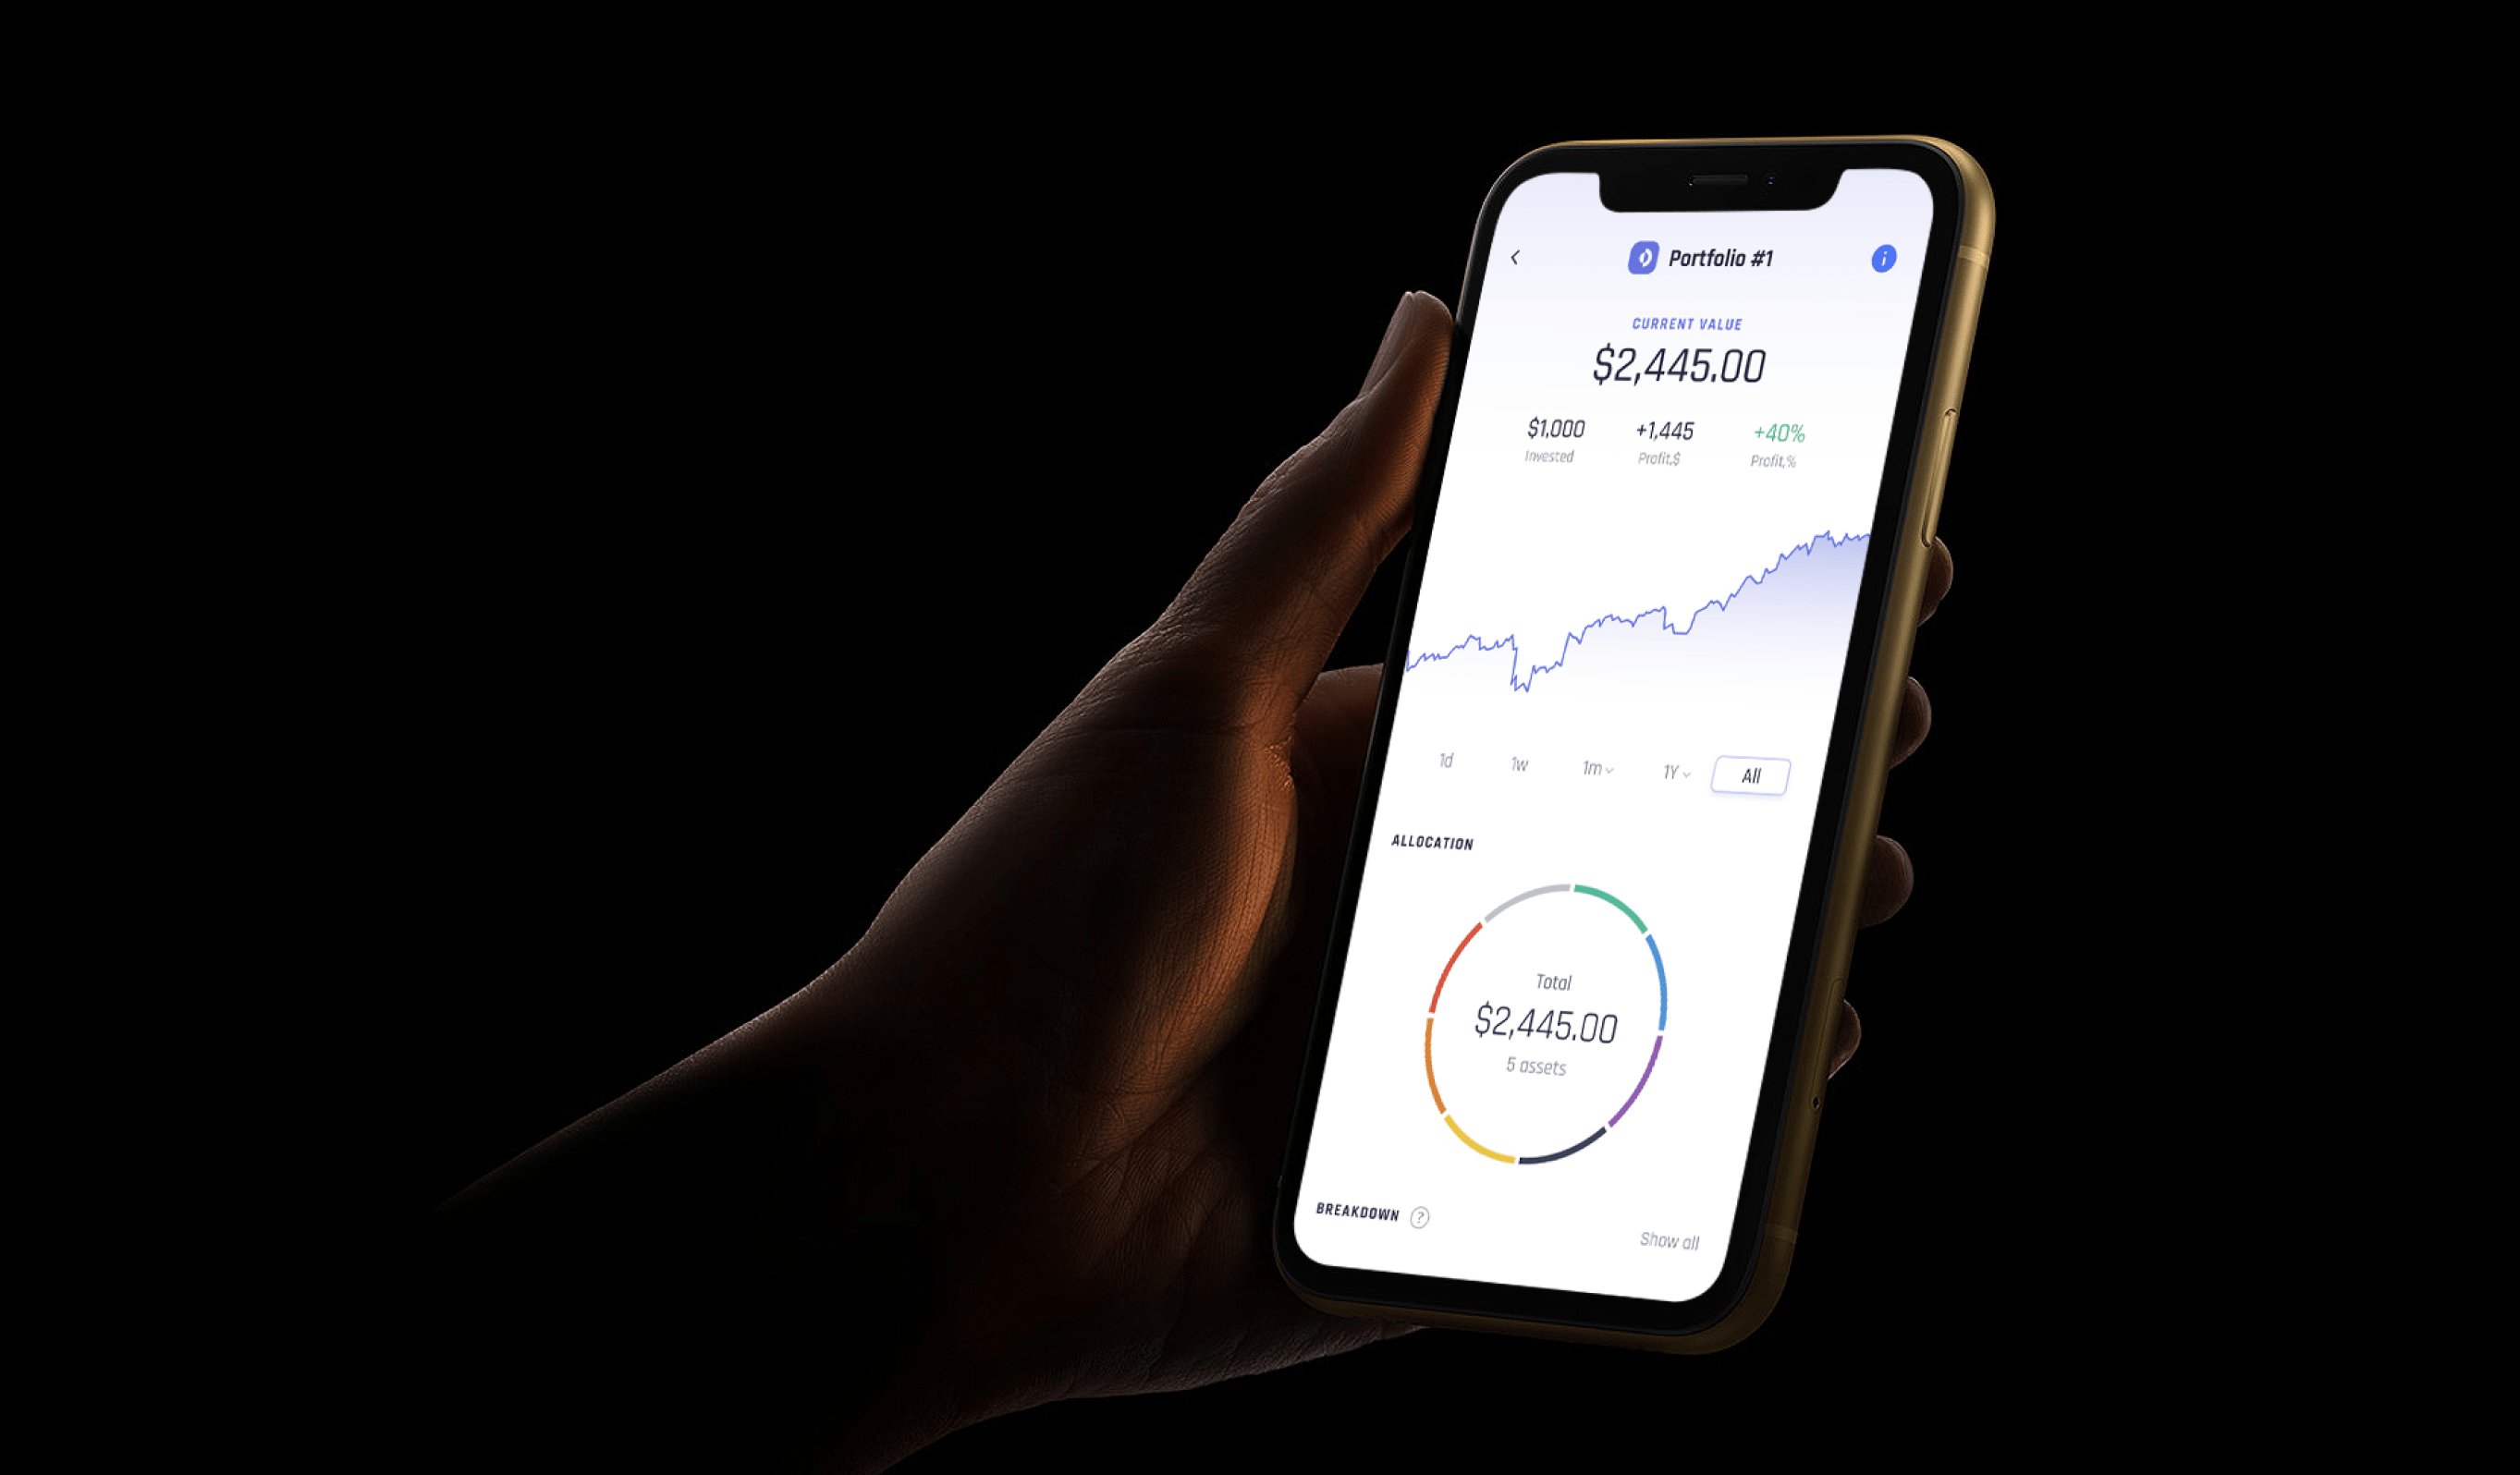 Portfolio #1
CURRENT VALUE
$2,445.00
$1,000 +1,445 +40%
Invested Profit,$ Profit,%
1d 1w 1m 1Y All
ALLOCATION
Total
$2,445.00
5 assets
BREAKDOWN ?
Show all